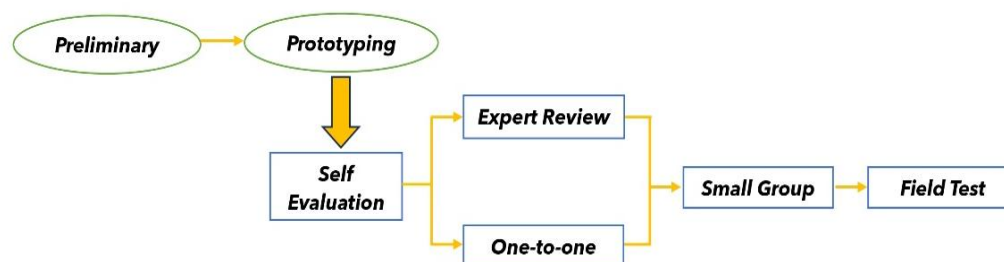 Preliminary
Prototyping
Self
Evaluation
Expert Review
One-to-one
Small Group
Field Test